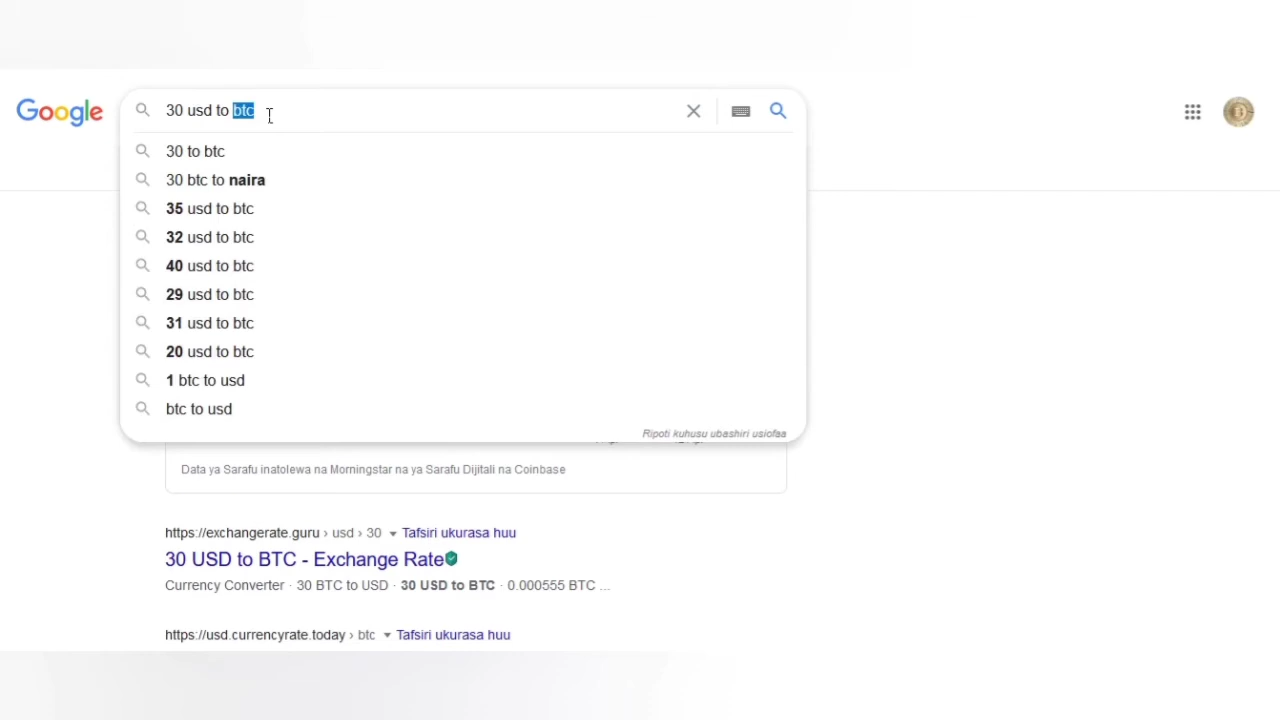 Google
30 usd to btc
30 to btc
30 btc to naira
35 usd to btc
32 usd to btc
40 usd to btc
29 usd to btc
31 usd to btc
20 usd to btc
1 btc to usd
btc to usd
Ripoti kuhusu ubashiri usiofaa
Data ya Sarafu inatolewa na Morningstar na ya Sarafu Dijitali na Coinbase
https://exchangerate.guru › usd › 30 Tafsiri ukurasa huu
30 USD to BTC - Exchange Rate
Currency Converter · 30 BTC to USD · 30 USD to BTC · 0.000555 BTC ...
https://usd.currencyrate.today › btc Tafsiri ukurasa huu